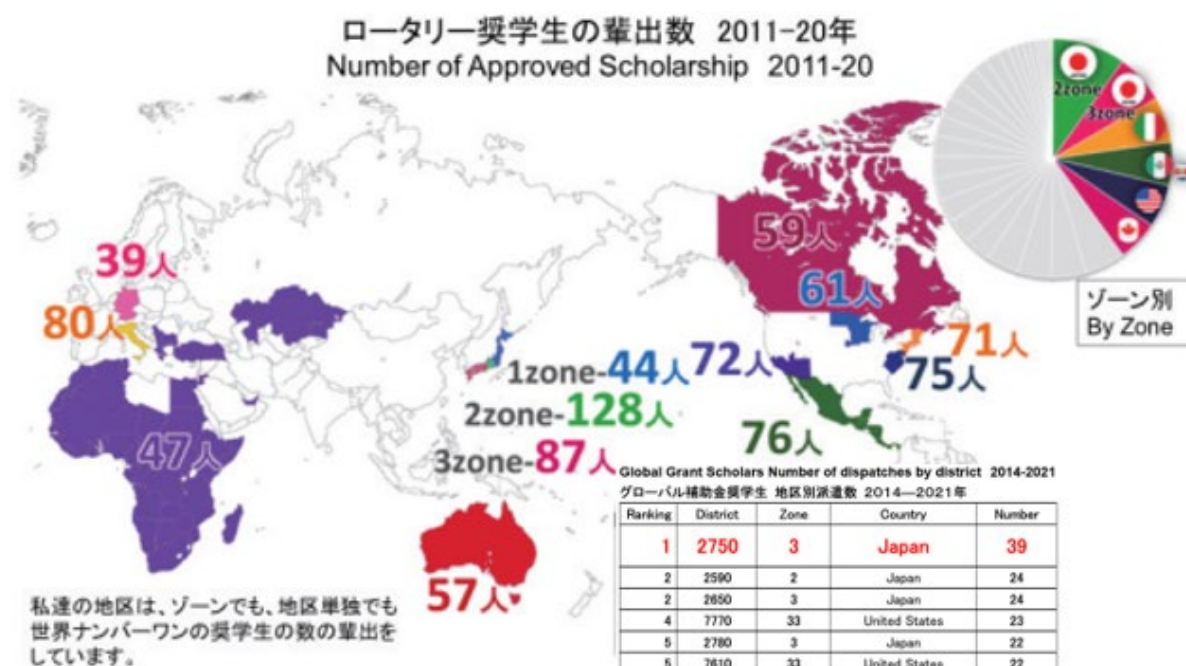 ロータリー奨学生の輩出数 2011-20年
Number of Approved Scholarship 2011-20
2zone
3zone
ゾーン別
By Zone
59人
39人
61人
80人
71人
72人
75人
1zone-44人
2zone-128人
76人
47人
3zone-87人
57人
Global Grant Scholars Number of dispatches by district 2014-2021
グローバル補助金奨学生 地区別派遣数 2014—2021年
Ranking District Zone Country Number
1 2750 3 Japan 39
2 2590 2 Japan 24
2 2650 3 Japan 24
4 7770 33 United States 23
5 2780 3 Japan 22
5 7610 33 United States 22
私達の地区は、ゾーンでも、地区単独でも
世界ナンバーワンの奨学生の数の輩出を
しています。